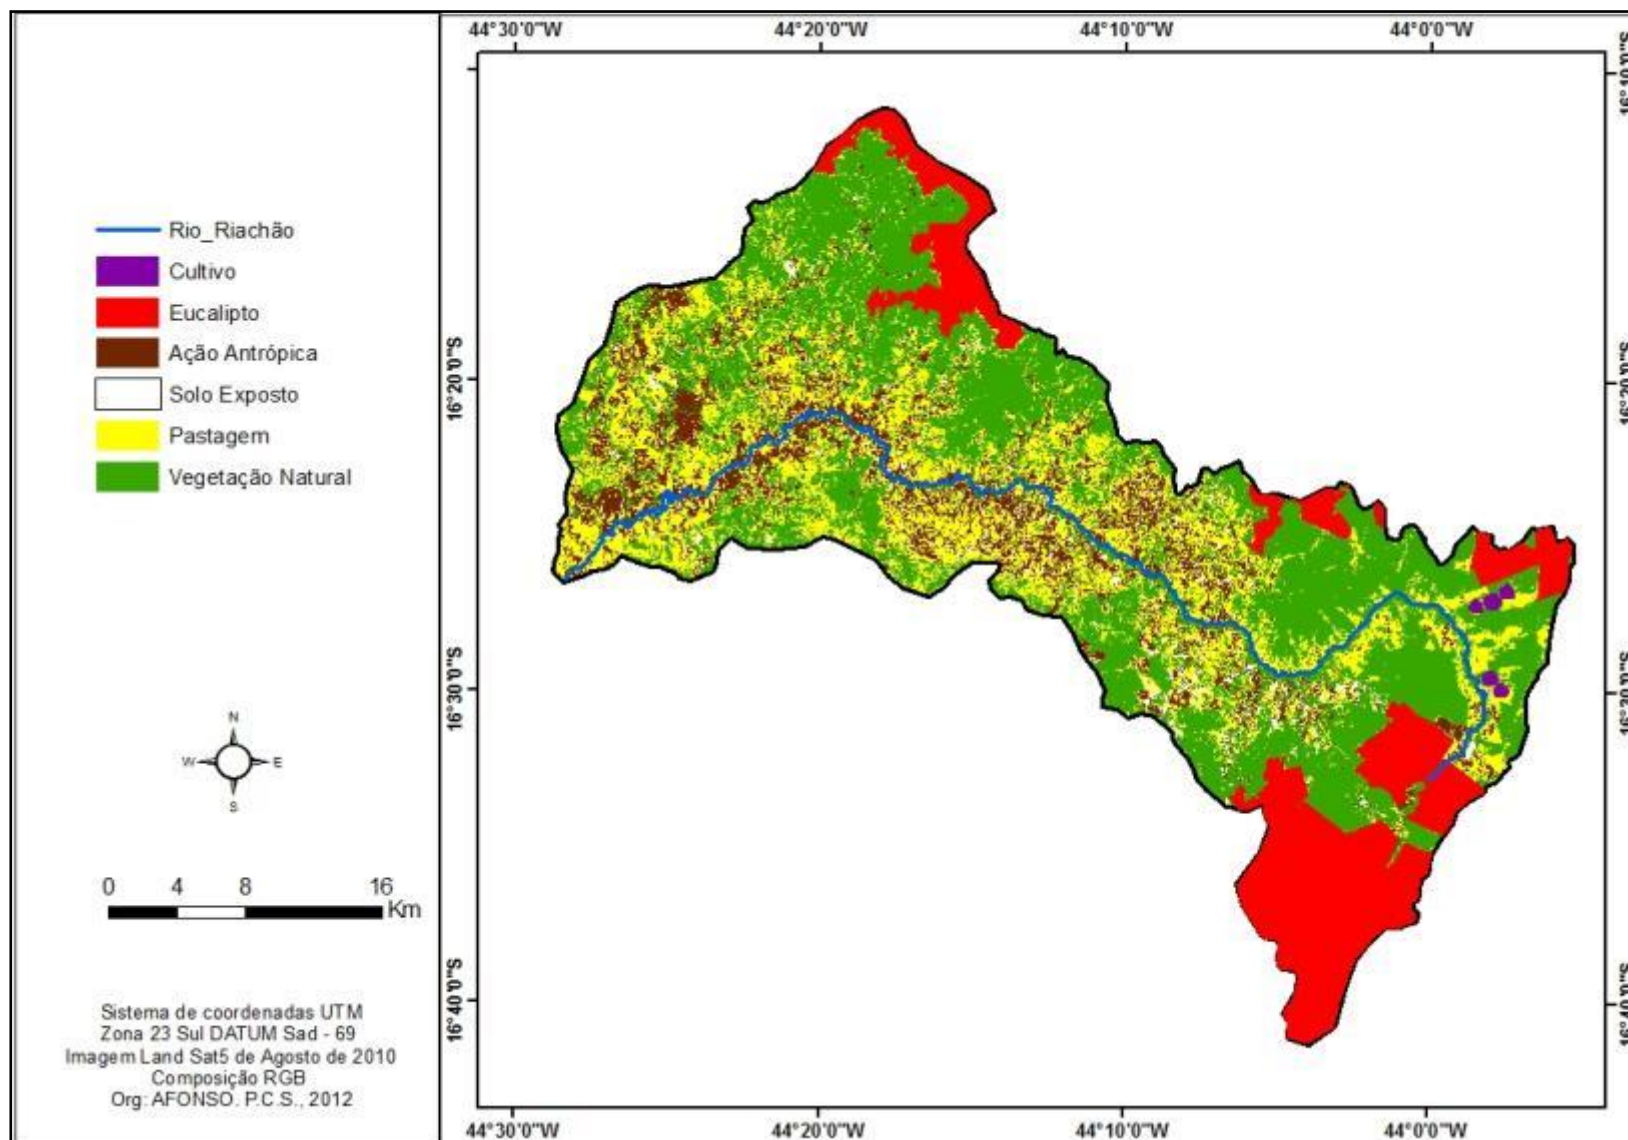 44°30'0"W 44°20'0"W 44°10'0"W 44°0'0"W
16°10'0"S
Rio_Riachão
Cultivo
Eucalipto
Ação Antrópica
Solo Exposto
Pastagem
Vegetação Natural
16°20'0"S 16°20'0"S
16°30'0"S 16°30'0"S
N
W E
S
0 4 8 16
Km
16°40'0"S 16°40'0"S
Sistema de coordenadas UTM
Zona 23 Sul DATUM Sad - 69
Imagem Land Sat5 de Agosto de 2010
Composição RGB
Org: AFONSO. P.C.S., 2012
44°30'0"W 44°20'0"W 44°10'0"W 44°0'0"W